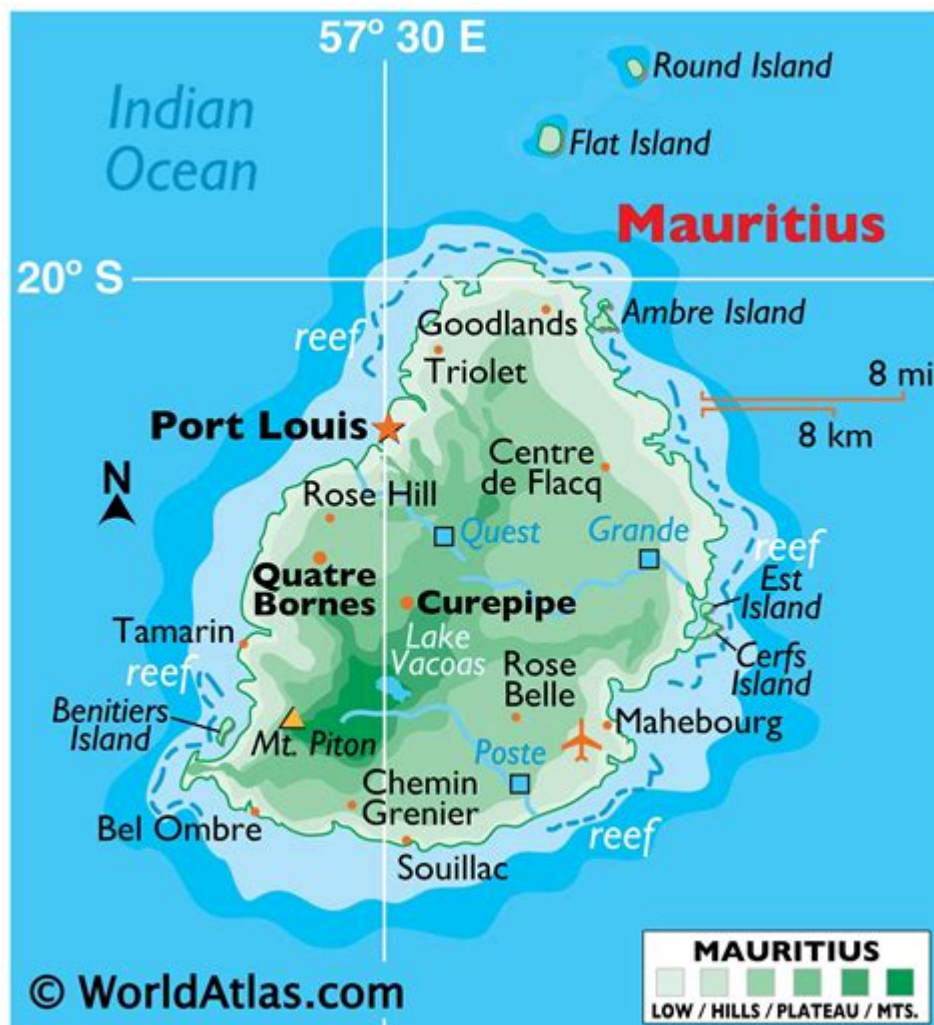 57° 30 E
Round Island
Indian
Ocean
Flat Island
Mauritius
20° S
Ambre Island
Goodlands
reef
Triolet
8 mi
Port Louis
8 km
Centre
de Flacq
N
Rose Hill
Quest
Grande
reef
Quatre
Bornes
Est
Island
Curepipe
Tamarin
Lake
Vacoas
Cerfs
Island
reef
Rose
Belle
Benitiers
Island
Mahebourg
Mt. Piton
Poste
Chemin
Grenier
Bel Ombre
reef
Souillac
MAURITIUS
LOW / HILLS / PLATEAU / MTS.
© WorldAtlas.com